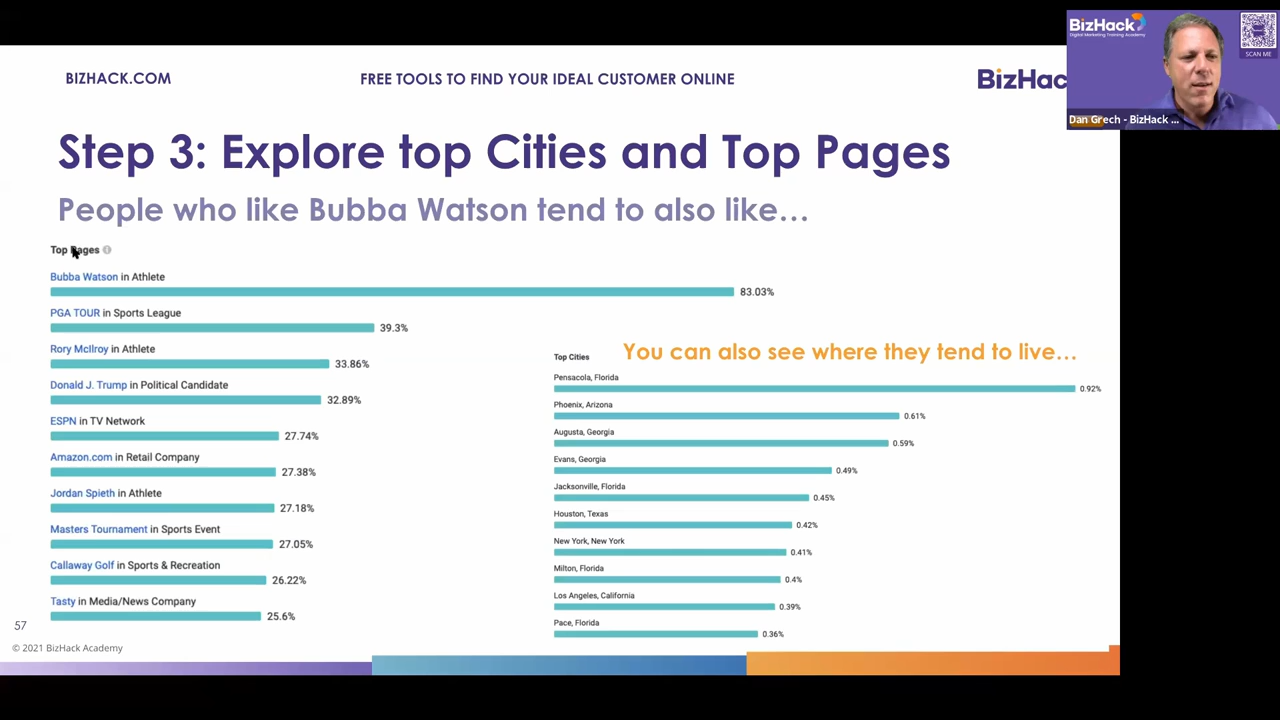 BIZHACK.COM
FREE TOOLS TO FIND YOUR IDEAL CUSTOMER ONLINE
BizHac
BizHack
Digital Marketing Training Academy
SCAN ME
Dan Grech - BizHack ...
Step 3: Explore top Cities and Top Pages
People who like Bubba Watson tend to also like...
Top Pages
Bubba Watson in Athlete
83.03%
PGA TOUR in Sports League
39.3%
Rory McIlroy in Athlete
33.86%
Donald J. Trump in Political Candidate
32.89%
ESPN in TV Network
27.74%
Amazon.com in Retail Company
27.38%
Jordan Spieth in Athlete
27.18%
Masters Tournament in Sports Event
27.05%
Callaway Golf in Sports & Recreation
26.22%
Tasty in Media/News Company
25.6%
Top Cities
You can also see where they tend to live...
Pensacola, Florida
0.92%
Phoenix, Arizona
0.61%
Augusta, Georgia
0.59%
Evans, Georgia
0.49%
Jacksonville, Florida
0.45%
Houston, Texas
0.42%
New York, New York
0.41%
Milton, Florida
0.4%
Los Angeles, California
0.39%
Pace, Florida
0.36%
57
© 2021 BizHack Academy